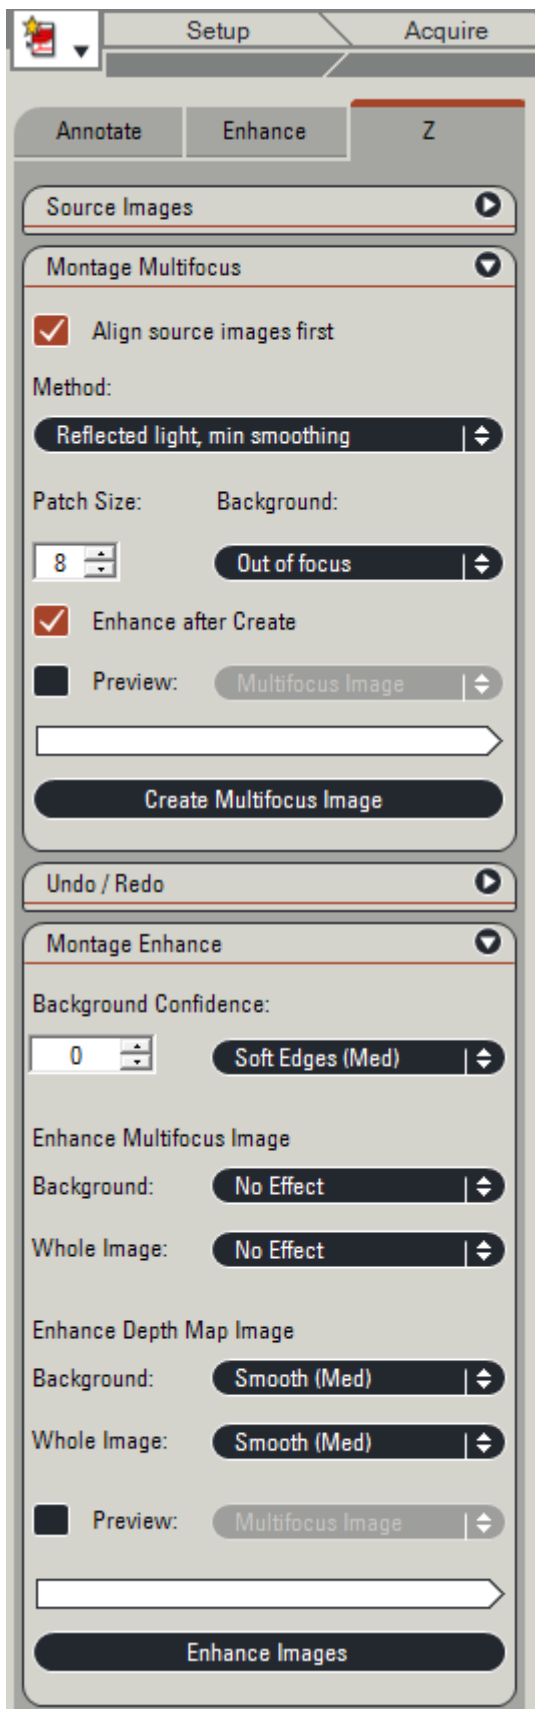 Setup Acquire
Annotate Enhance Z
Source Images
Montage Multifocus
Align source images first
Method:
Reflected light, min smoothing
Patch Size: Background:
8 Out of focus
Enhance after Create
Preview: Multifocus Image
Create Multifocus Image
Undo / Redo
Montage Enhance
Background Confidence:
0 Soft Edges (Med)
Enhance Multifocus Image
Background: No Effect
Whole Image: No Effect
Enhance Depth Map Image
Background: Smooth (Med)
Whole Image: Smooth (Med)
Preview: Multifocus Image
Enhance Images